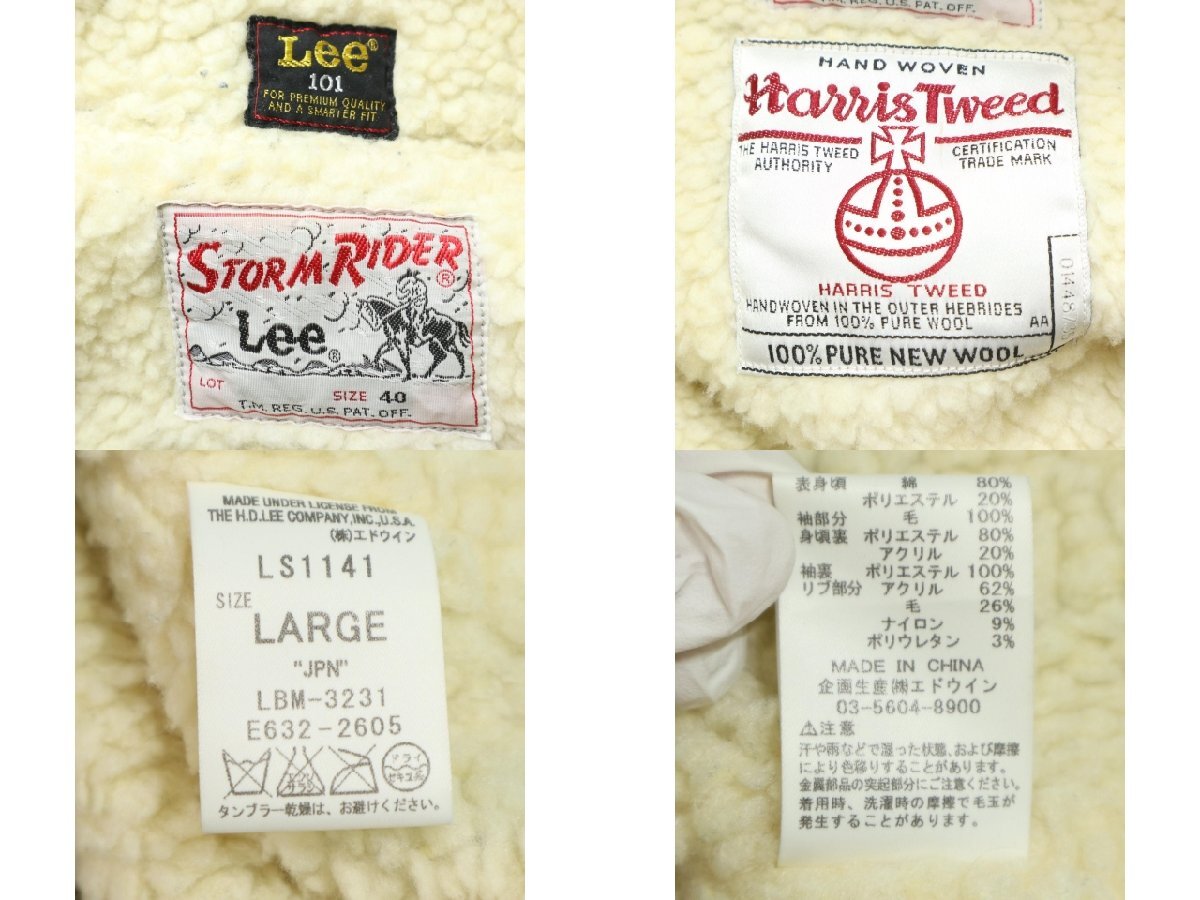 Lee®
101
FOR PREMIUM QUALITY
AND A SMARTER FIT
STORM RIDER®
Lee®
LOT
SIZE 40
T.M. REG. U.S. PAT. OFF.
REG. U.S. PAT. OFF.
HAND WOVEN
Harris Tweed
THE HARRIS TWEED
AUTHORITY
CERTIFICATION
TRADE MARK
HARRIS TWEED
HANDWOVEN IN THE OUTER HEBRIDES
FROM 100% PURE WOOL
AA
100% PURE NEW WOOL
MADE UNDER LICENSE FROM
THE H.D.LEE COMPANY,INC.,U.S.A.
(株)エドウイン
LS1141
SIZE
LARGE
"JPN"
LBM-3231
E632-2605
ドライ
セキユ系
タンブラー乾燥は、お避けください。
表身頃 綿 80%
ポリエステル 20%
袖部分 毛 100%
身頃裏 ポリエステル 80%
アクリル 20%
袖裏 ポリエステル 100%
リブ部分 アクリル 62%
毛 26%
ナイロン 9%
ポリウレタン 3%
MADE IN CHINA
企画生産㈱エドウイン
03-5604-8900
⚠注意
汗や雨などで湿った状態、および摩擦
により色移りすることがあります。
金属部品の突起部分にご注意ください。
着用時、洗濯時の摩擦で毛玉が
発生することがあります。